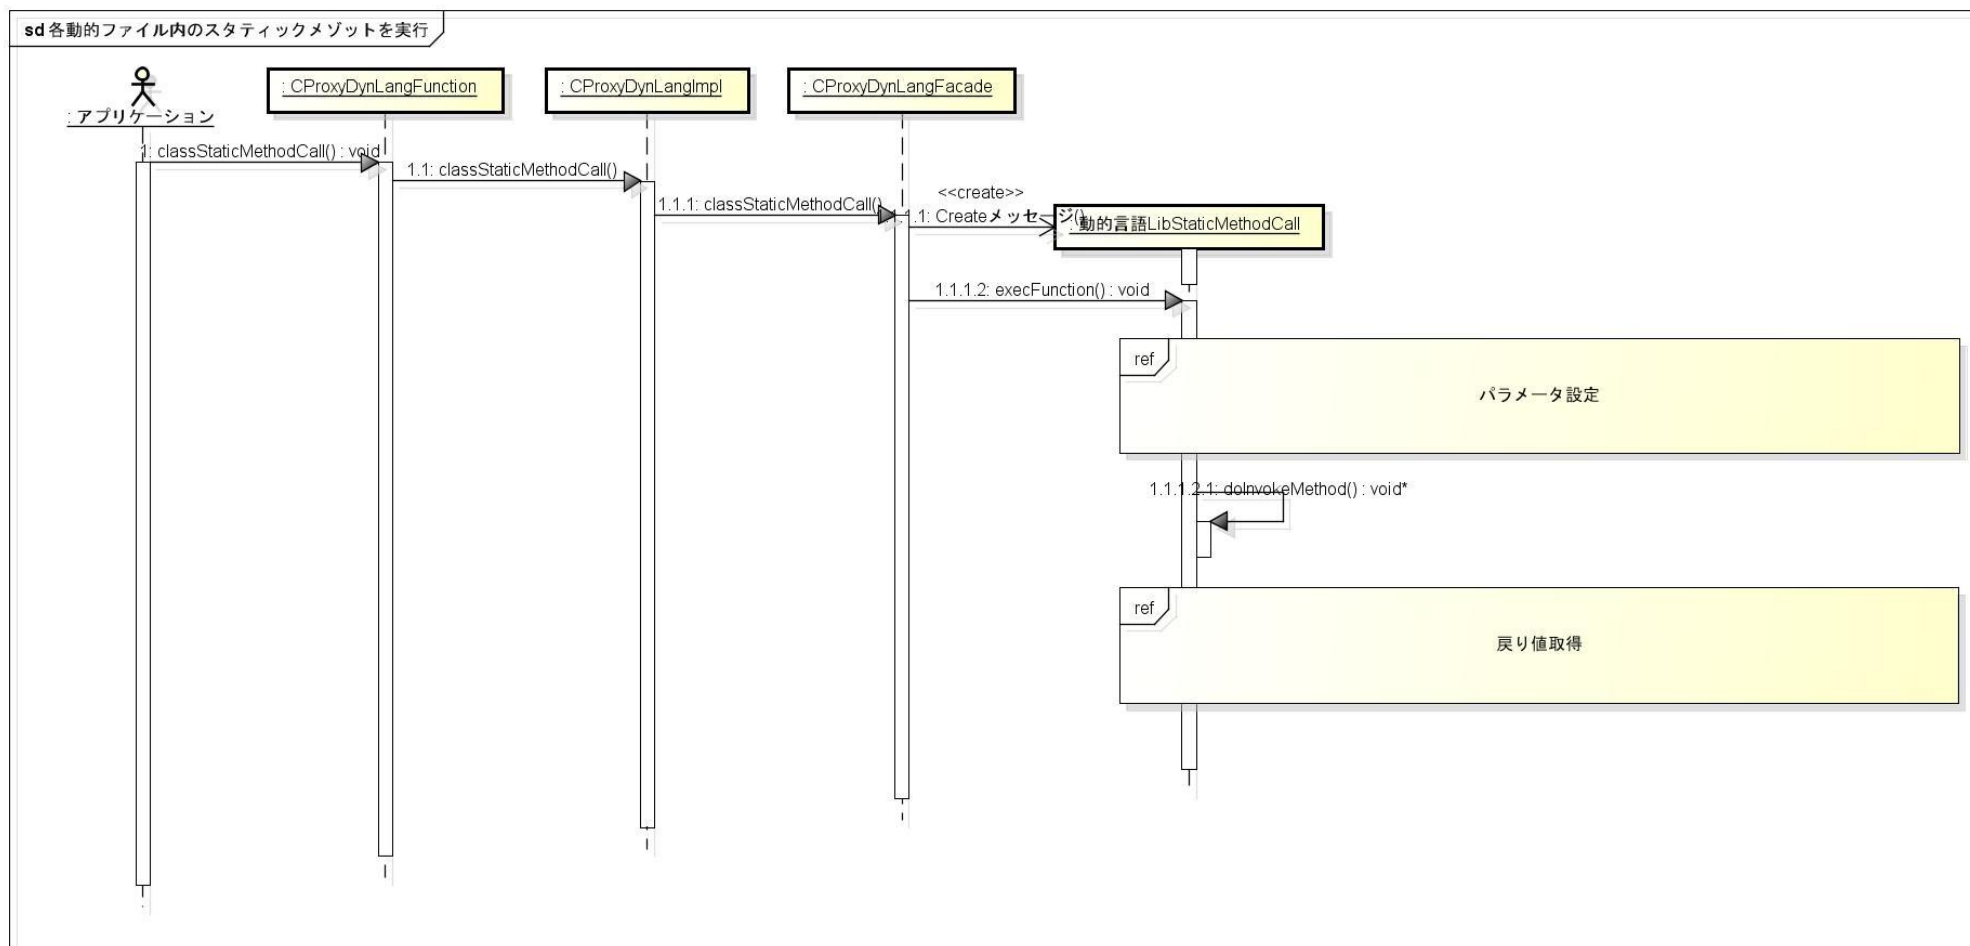 sd 各動的ファイル内のスタティックメゾットを実行
: アプリケーション
: CProxyDynLangFunction
: CProxyDynLangImpl
: CProxyDynLangFacade
1: classStaticMethodCall() : void
1.1: classStaticMethodCall()
1.1.1: classStaticMethodCall()
<<create>>
1.1.1: Createメッセージ()
: 動的言語LibStaticMethodCall
1.1.1.2: execFunction() : void
ref
パラメータ設定
1.1.1.2.1: doInvokeMethod() : void*
ref
戻り値取得